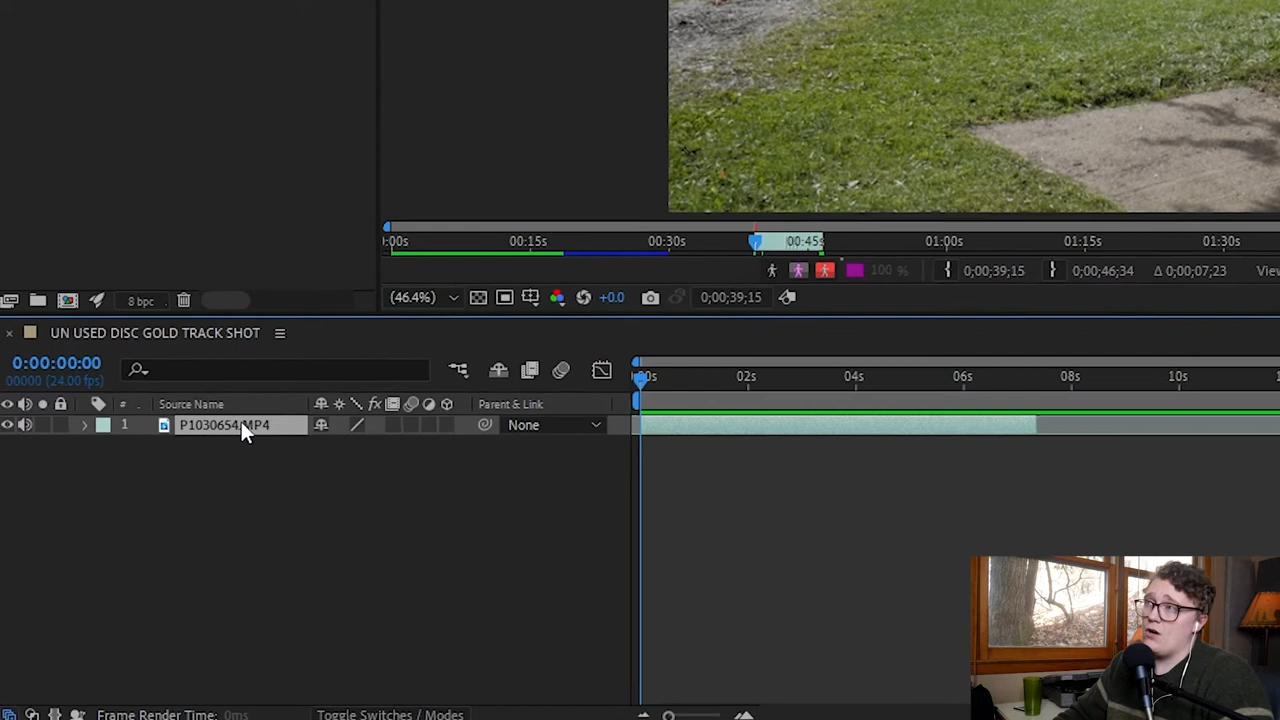 :00s 00:15s 00:30s 00:45s 01:00s 01:15s 01:30s
100 % 0;00;39;15 0;00;46;34 Δ 0;00;07;23 View
8 bpc (46.4%) +0.0 0;00;39;15
× UN USED DISC GOLD TRACK SHOT
0:00:00:00
00000 (24.00 fps)
:00s 02s 04s 06s 08s 10s
# Source Name fx Parent & Link
1 P1030654.MP4 None
Frame Render Time: 0ms Toggle Switches / Modes